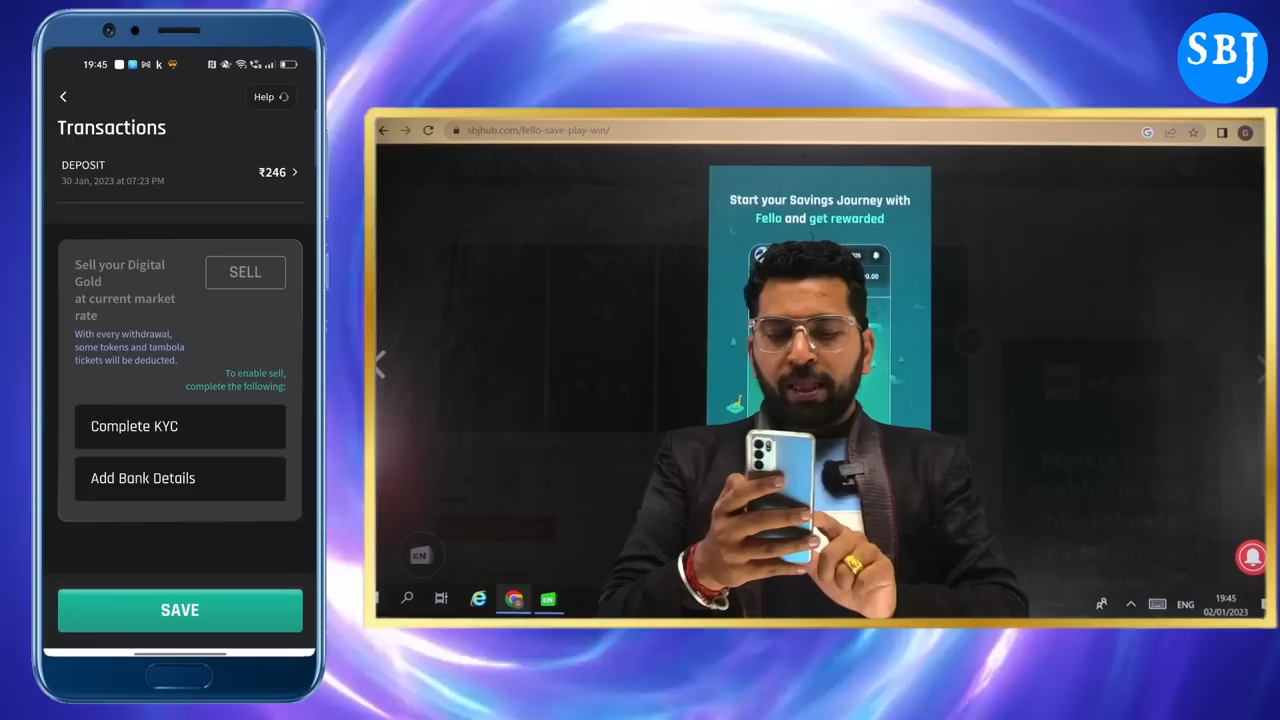 19:45
k
Help
Transactions
DEPOSIT
30 Jan, 2023 at 07:23 PM
₹246
Sell your Digital
Gold
at current market
rate
SELL
With every withdrawal,
some tokens and tambola
tickets will be deducted.
To enable sell,
complete the following:
Complete KYC
Add Bank Details
SAVE
SBJ
sbjhub.com/fello-save-play-win/
G
Start your Savings Journey with
Fello and get rewarded
EN
EN
ENG
19:45
02/01/2023